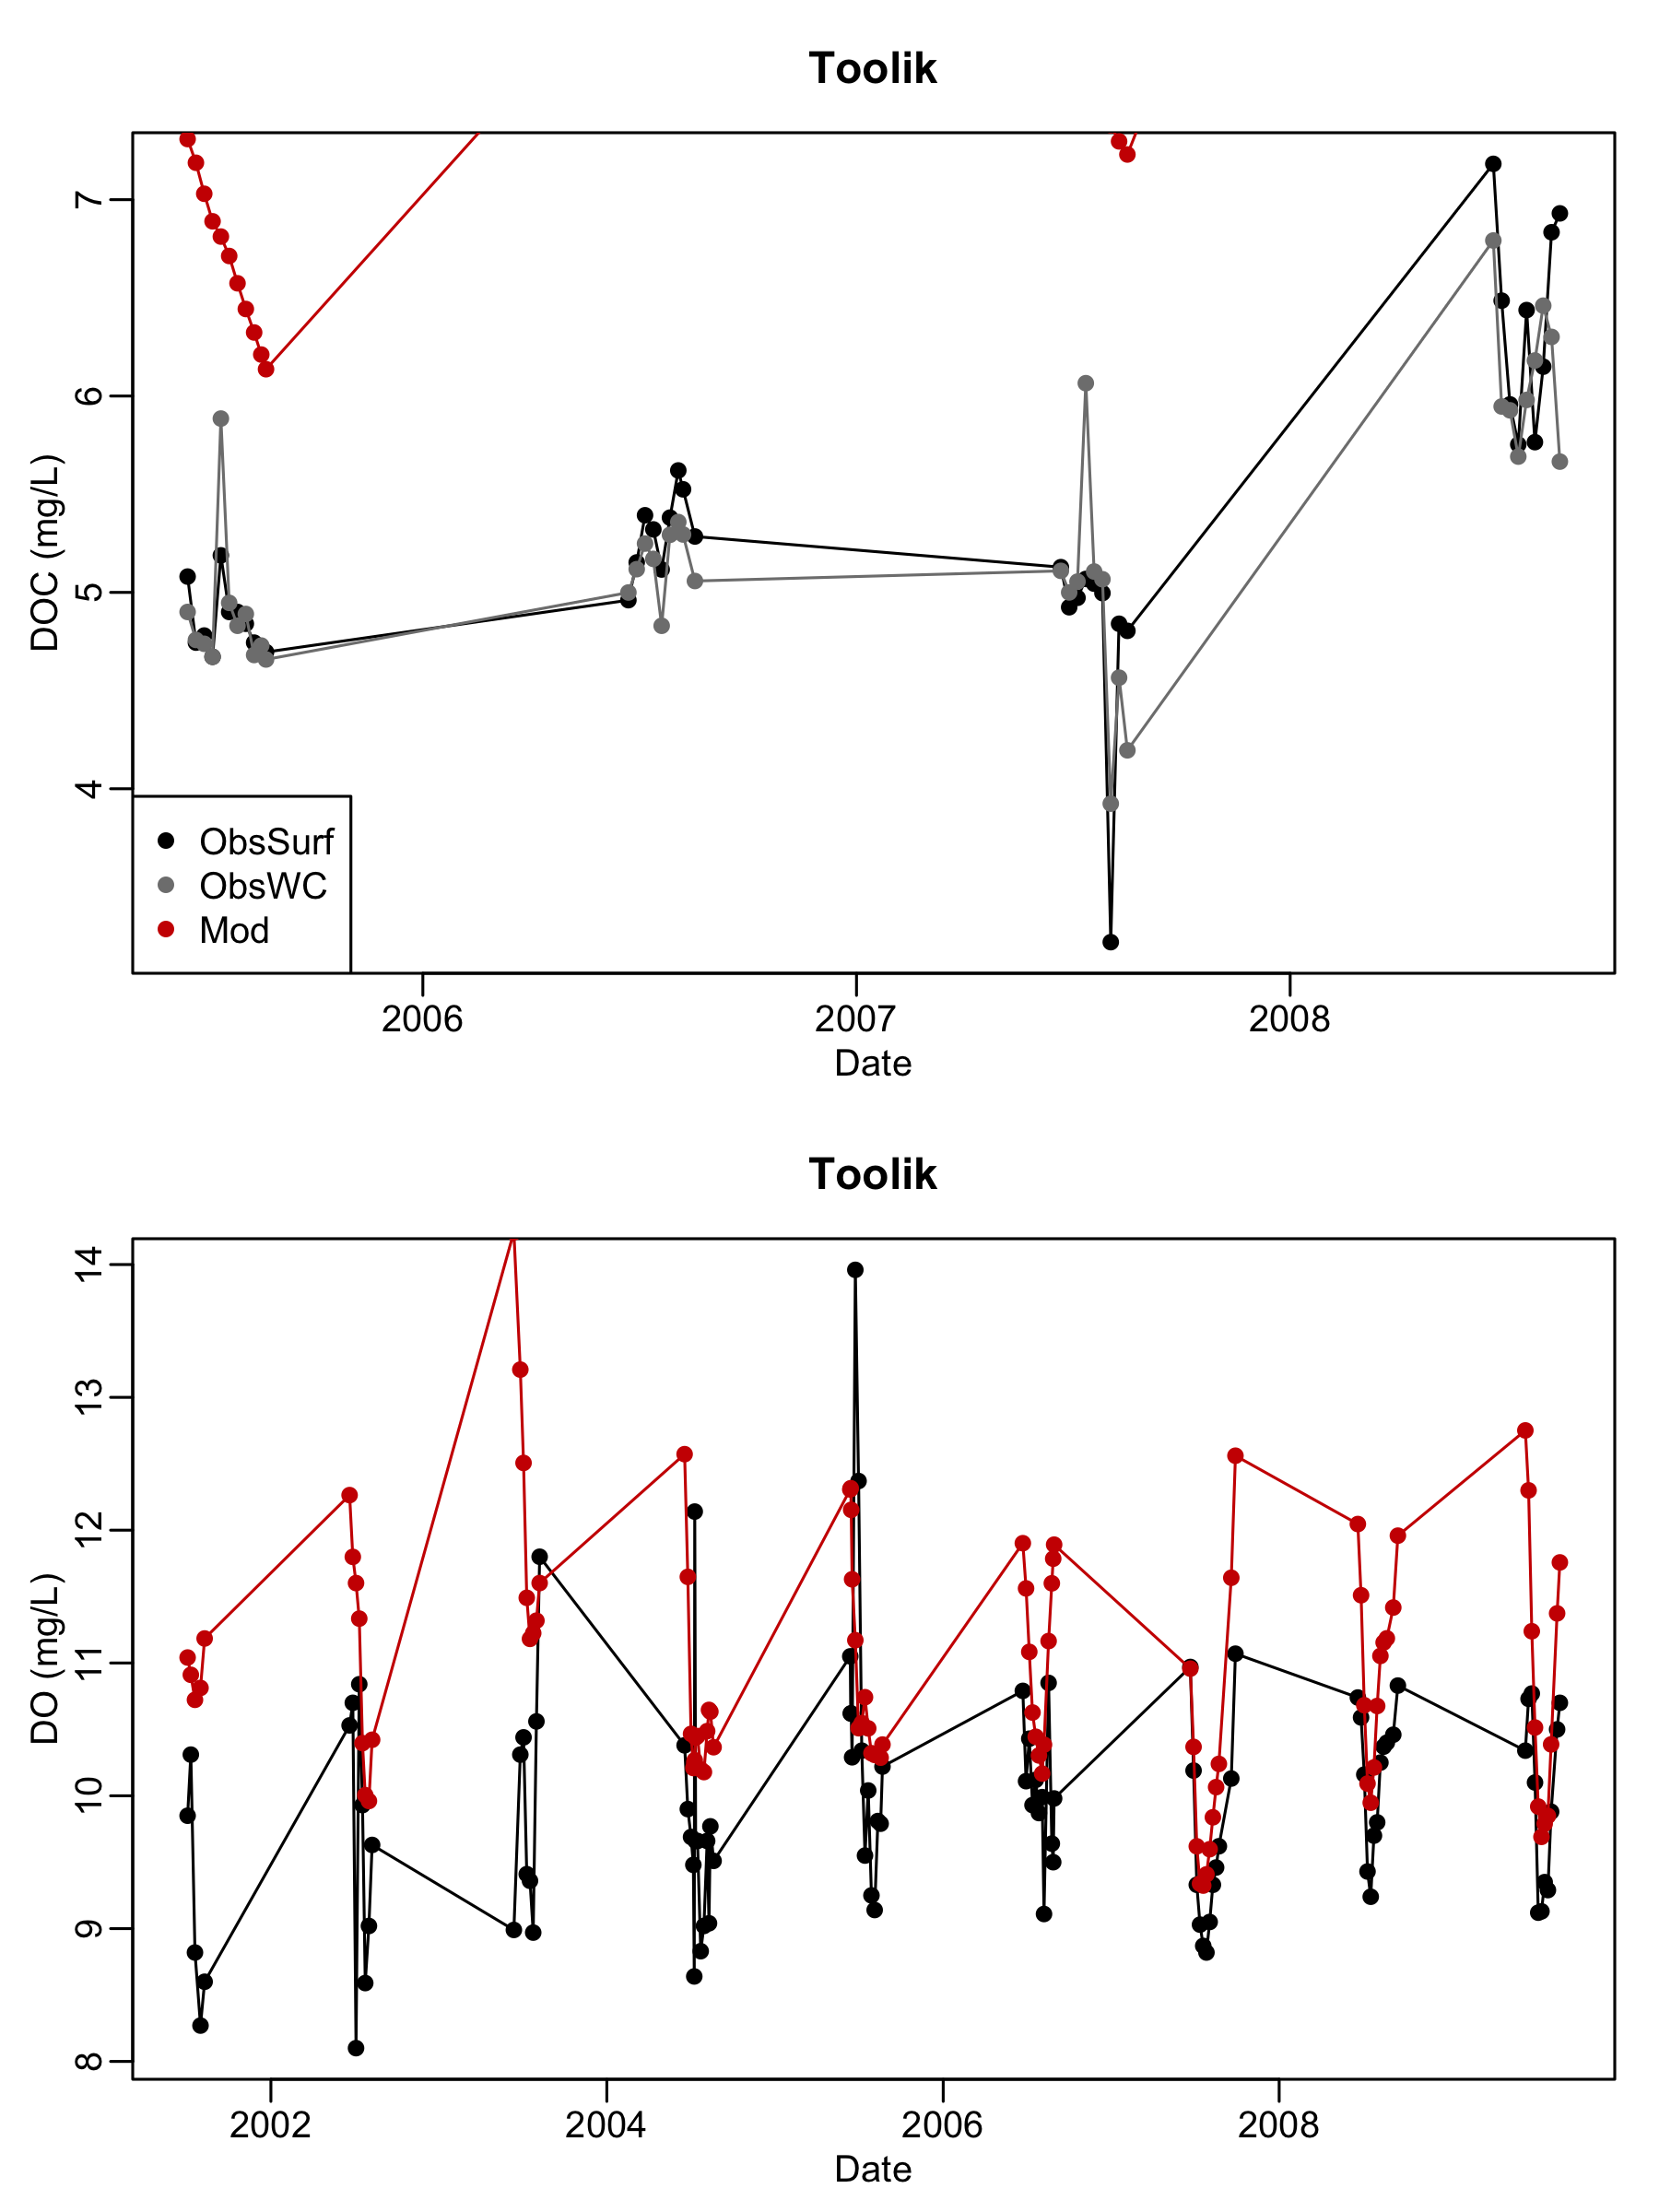 Toolik
DOC (mg/L)
7
6
5
4
ObsSurf
ObsWC
Mod
2006 2007 2008
Date
Toolik
DO (mg/L)
14
13
12
11
10
9
8
2002 2004 2006 2008
Date